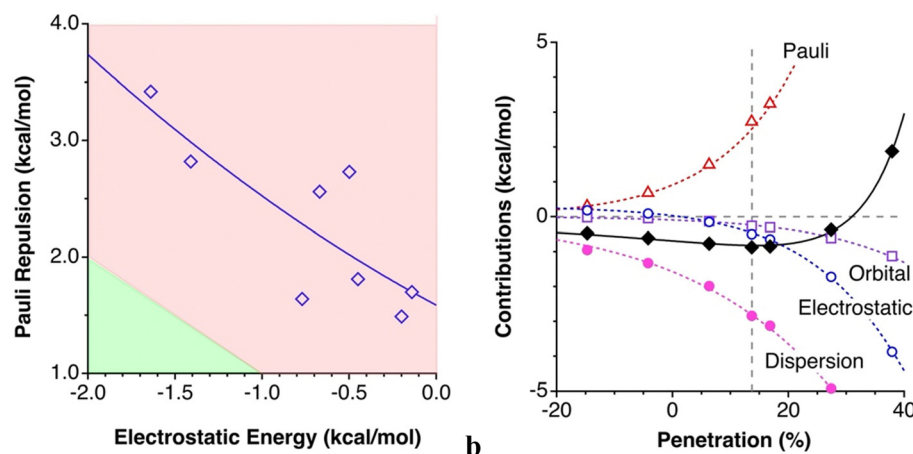 4.0
3.0
2.0
1.0
-2.0 -1.5 -1.0 -0.5 0.0
Pauli Repulsion (kcal/mol)
Electrostatic Energy (kcal/mol)
b
5
0
-5
-20 0 20 40
Contributions (kcal/mol)
Penetration (%)
Pauli
Orbital
Electrostatic
Dispersion